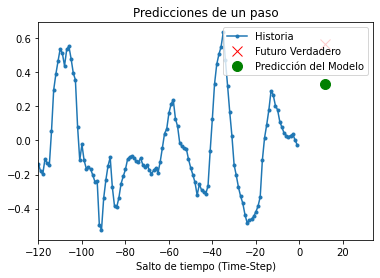 Predicciones de un paso
Historia
Futuro Verdadero
Predicción del Modelo
0.6
0.4
0.2
0.0
−0.2
−0.4
−120 −100 −80 −60 −40 −20 0 20
Salto de tiempo (Time-Step)